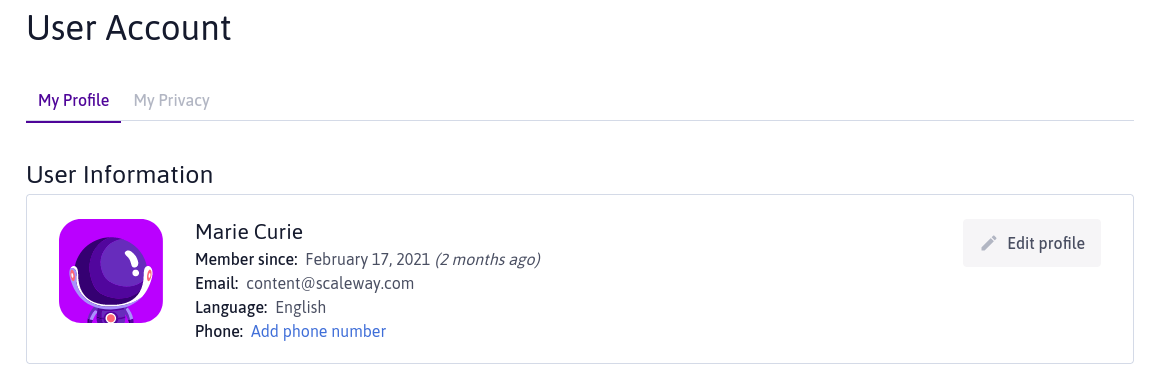 User Account
My Profile My Privacy
User Information
Marie Curie
Edit profile
Member since: February 17, 2021 (2 months ago)
Email: content@scaleway.com
Language: English
Phone: Add phone number